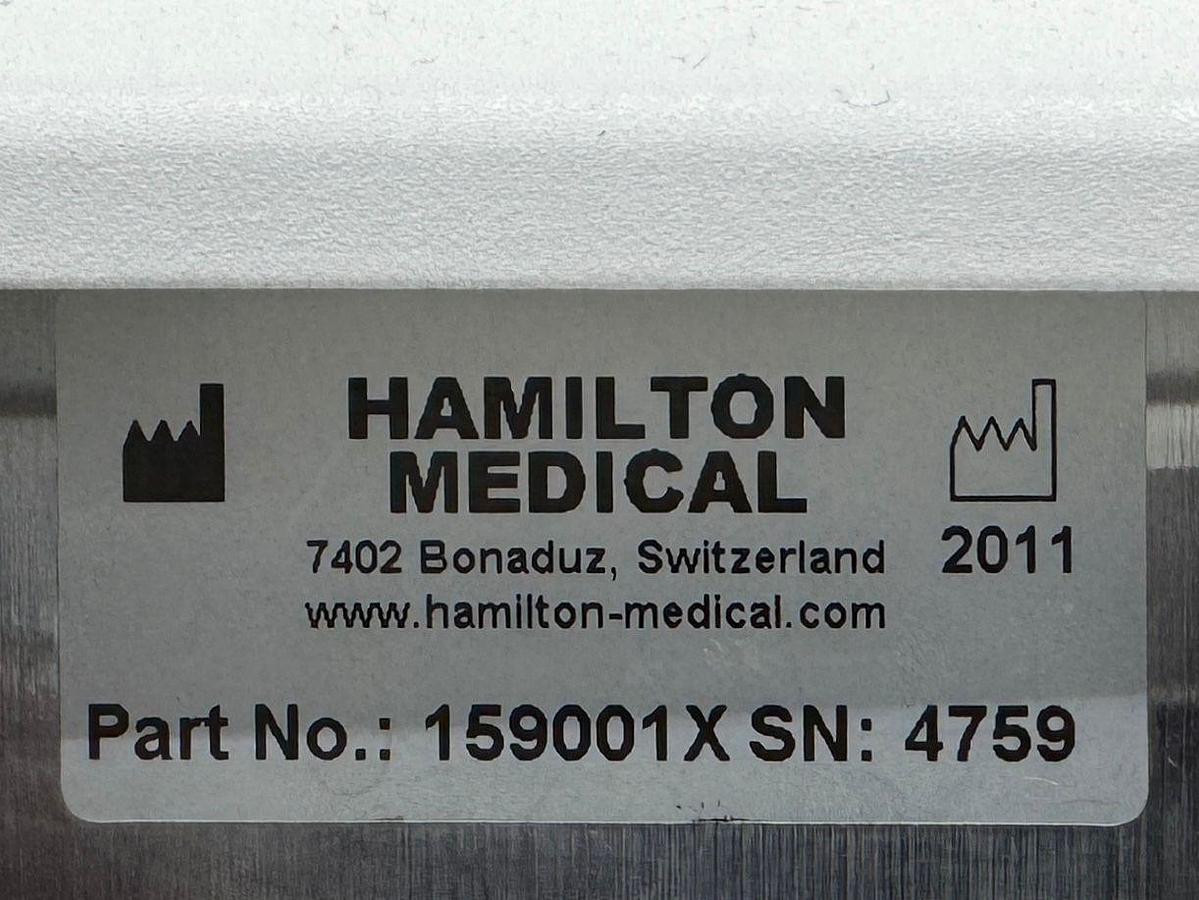 HAMILTON
MEDICAL
7402 Bonaduz, Switzerland
2011
www.hamilton-medical.com
Part No.: 159001X SN: 4759